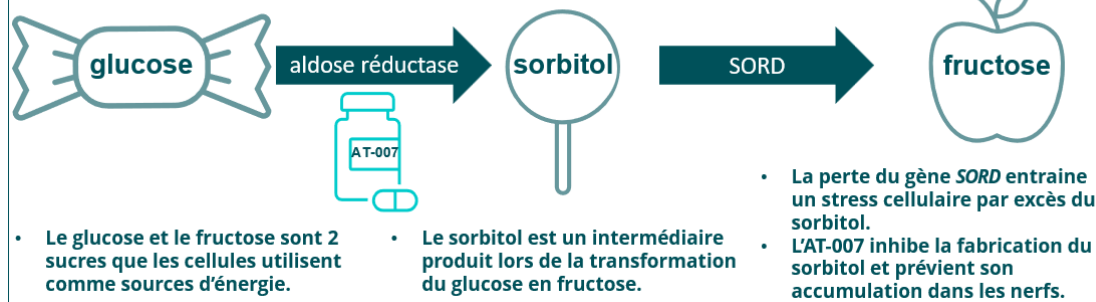 glucose
aldose réductase
sorbitol
SORD
fructose
AT-007
• Le glucose et le fructose sont 2
sucres que les cellules utilisent
comme sources d’énergie.
• Le sorbitol est un intermédiaire
produit lors de la transformation
du glucose en fructose.
• La perte du gène SORD entraine
un stress cellulaire par excès du
sorbitol.
• L’AT-007 inhibe la fabrication du
sorbitol et prévient son
accumulation dans les nerfs.